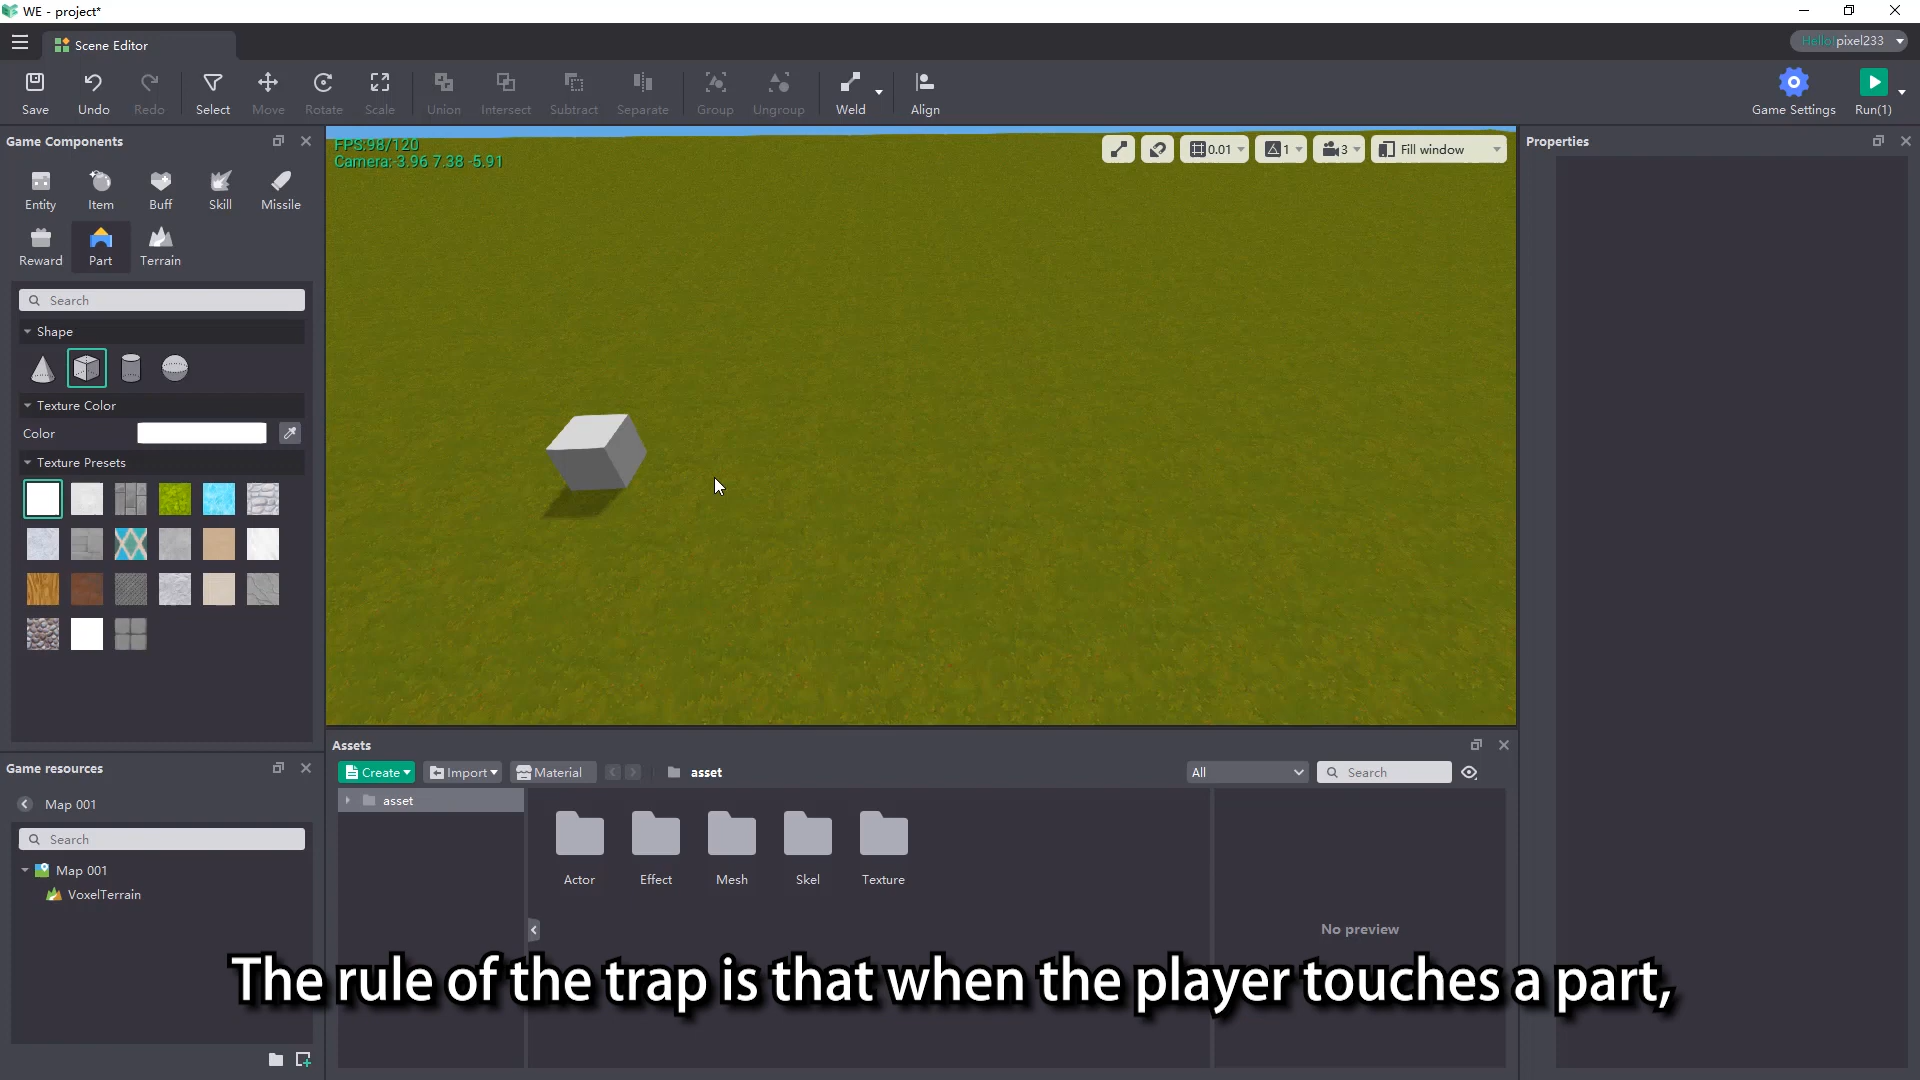 WE - project*
Scene Editor
Hello! pixel233
Save
Undo
Redo
Select
Move
Rotate
Scale
Union
Intersect
Subtract
Separate
Group
Ungroup
Weld
Align
Game Settings
Run(1)
Game Components
Entity
Item
Buff
Skill
Missile
Reward
Part
Terrain
Search
Shape
Texture Color
Color
Texture Presets
FPS:98/120
Camera:-3.96 7.38 -5.91
0.01
1
3
Fill window
Properties
Game resources
Map 001
Search
Map 001
VoxelTerrain
Assets
Create
Import
Material
asset
All
Search
asset
Actor
Effect
Mesh
Skel
Texture
No preview
The rule of the trap is that when the player touches a part,